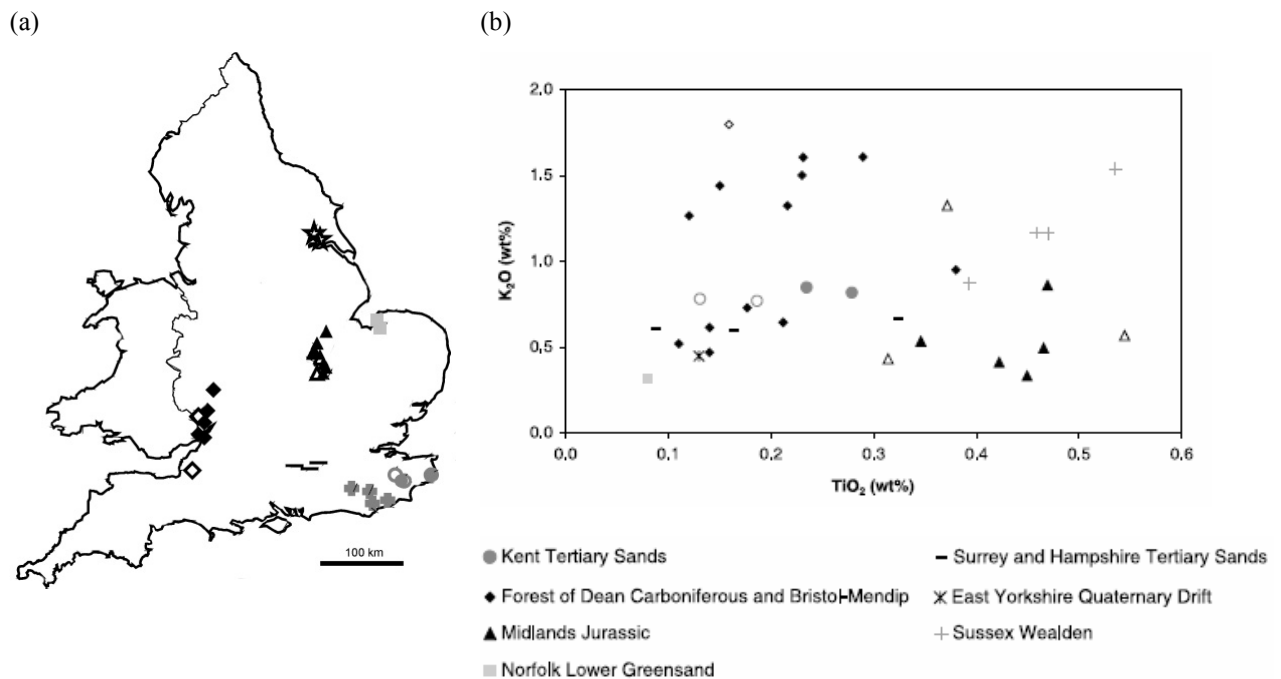 (a)
(b)
100 km
2.0
1.5
1.0
0.5
0.0
K₂O (wt%)
0.0 0.1 0.2 0.3 0.4 0.5 0.6
TiO₂ (wt%)
Kent Tertiary Sands
Surrey and Hampshire Tertiary Sands
Forest of Dean Carboniferous and Bristol-Mendip
East Yorkshire Quaternary Drift
Midlands Jurassic
Sussex Wealden
Norfolk Lower Greensand